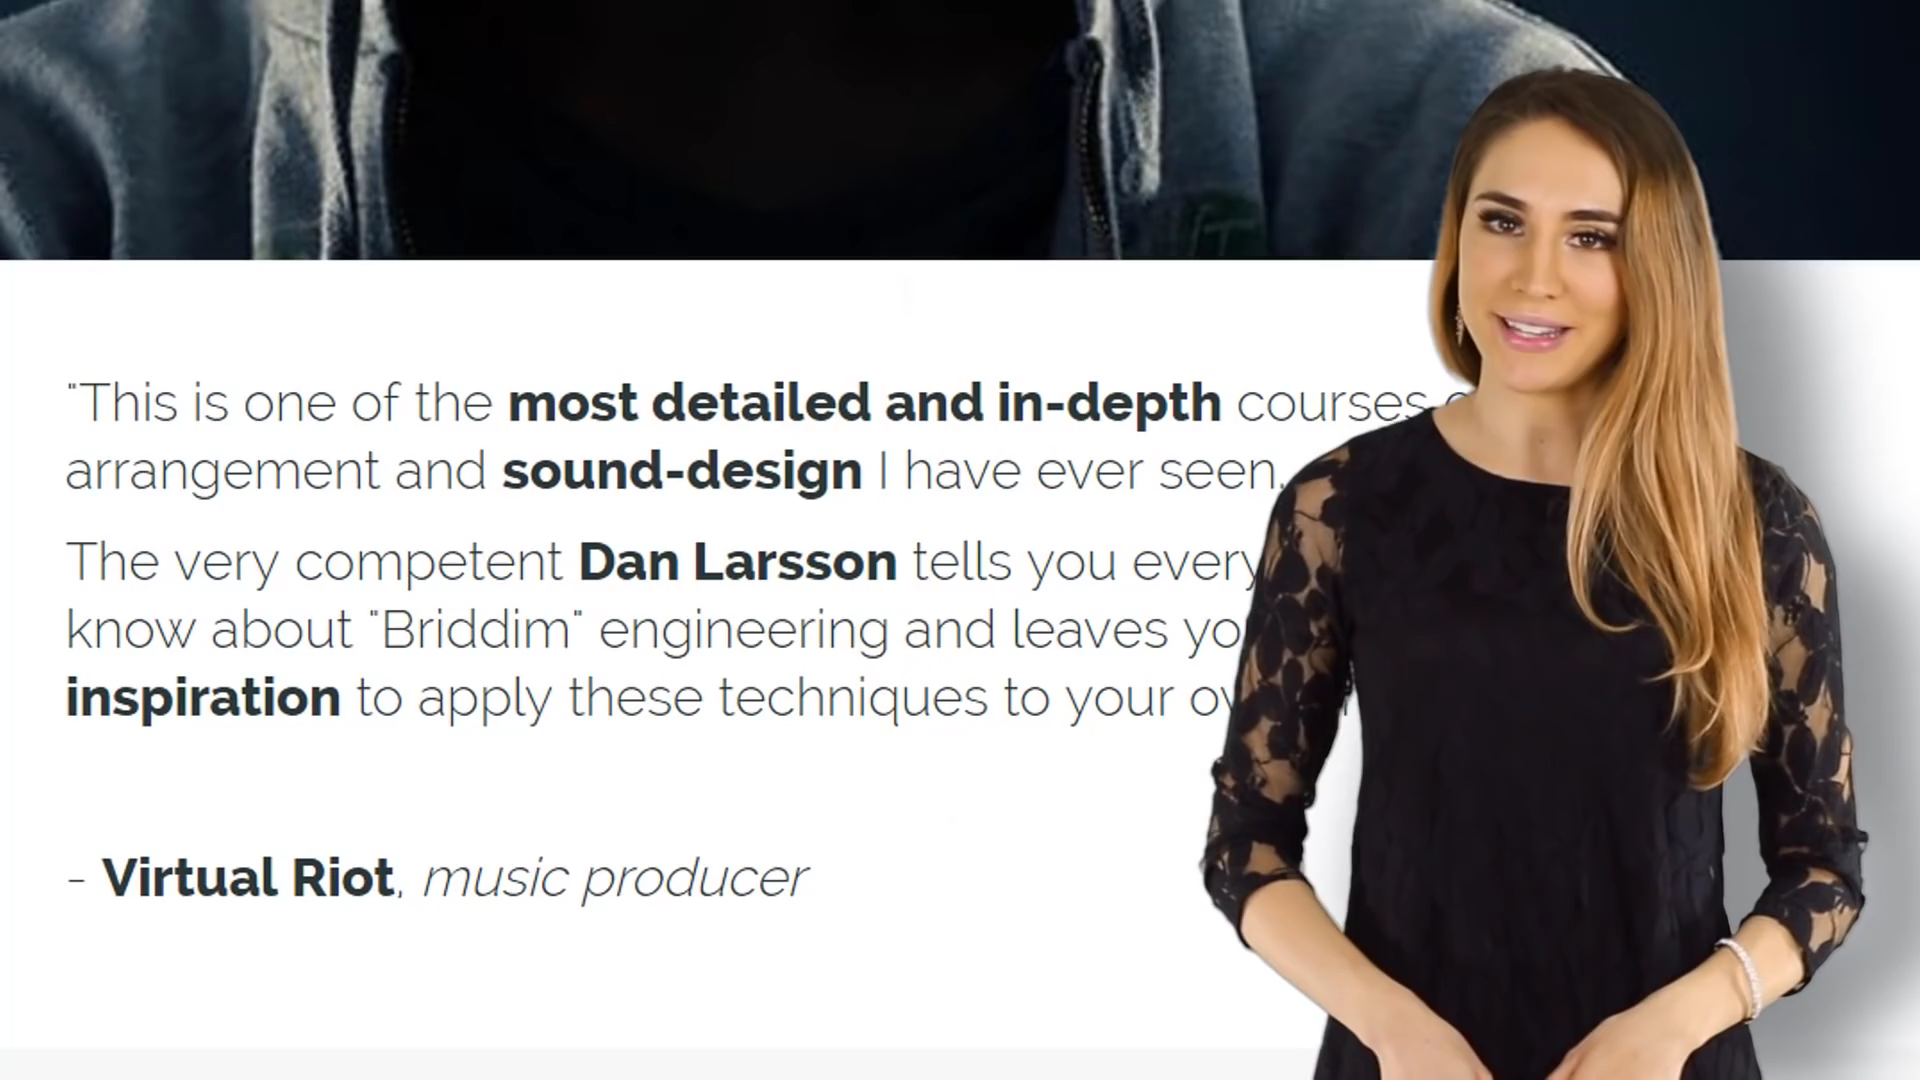 "This is one of the most detailed and in-depth courses
arrangement and sound-design I have ever seen.
The very competent Dan Larsson tells you every
know about "Briddim" engineering and leaves
inspiration to apply these techniques to your
- Virtual Riot, music producer